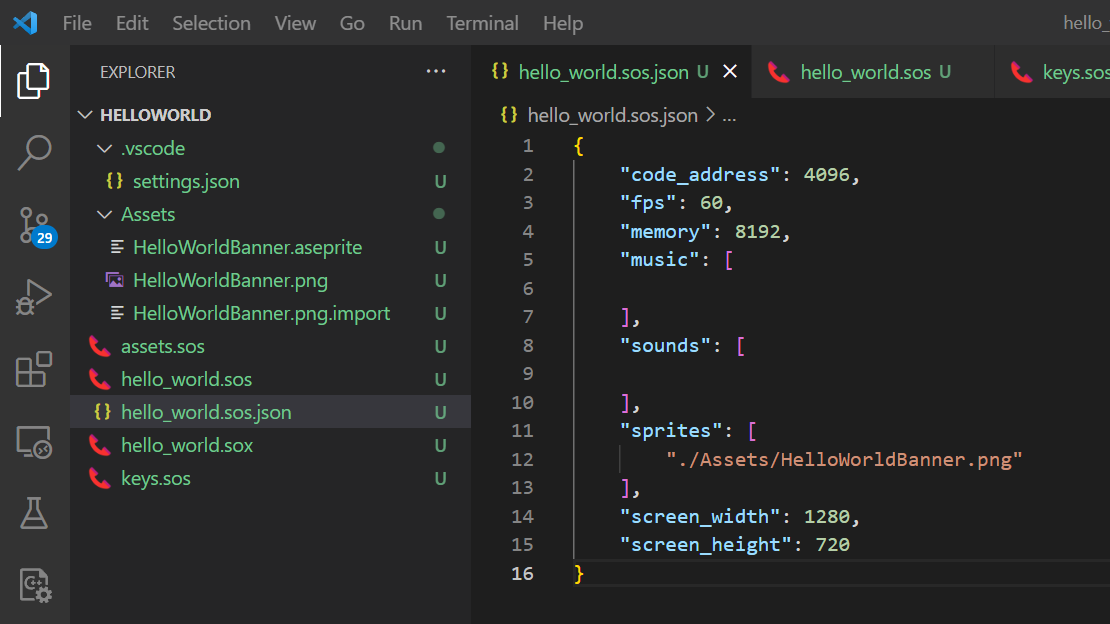 File Edit Selection View Go Run Terminal Help hello_
EXPLORER ...
HELLOWORLD
.vscode
settings.json U
Assets
HelloWorldBanner.aseprite U
HelloWorldBanner.png U
HelloWorldBanner.png.import U
assets.sos U
hello_world.sos U
hello_world.sos.json U
hello_world.sox U
keys.sos U
29
{} hello_world.sos.json U × hello_world.sos U keys.sos
{} hello_world.sos.json > ...
1 {
2 "code_address": 4096,
3 "fps": 60,
4 "memory": 8192,
5 "music": [
6
7 ],
8 "sounds": [
9
10 ],
11 "sprites": [
12 "./Assets/HelloWorldBanner.png"
13 ],
14 "screen_width": 1280,
15 "screen_height": 720
16 }